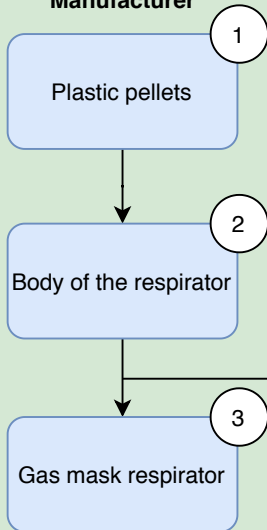 Manufacturer
1
Plastic pellets
2
Body of the respirator
3
Gas mask respirator